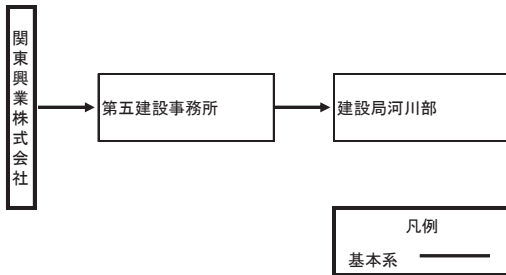 関東興業株式会社
第五建設事務所
建設局河川部
凡例
基本系